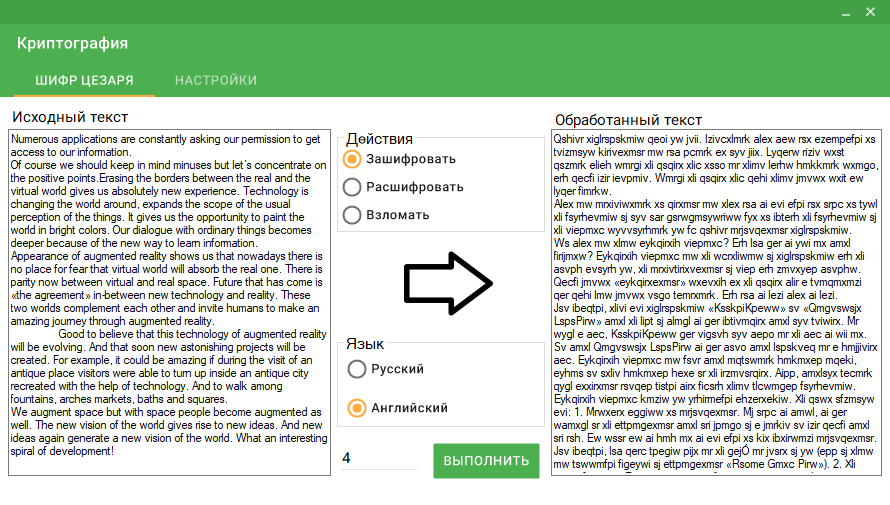 Криптография
ШИФР ЦЕЗАРЯ
НАСТРОЙКИ
Исходный текст
Numerous applications are constantly asking our permission to get
access to our information.
Of course we should keep in mind minuses but let's concentrate on
the positive points.Erasing the borders between the real and the
virtual world gives us absolutely new experience. Technology is
changing the world around, expands the scope of the usual
perception of the things. It gives us the opportunity to paint the
world in bright colors. Our dialogue with ordinary things becomes
deeper because of the new way to learn information.
Appearance of augmented reality shows us that nowadays there is
no place for fear that virtual world will absorb the real one. There is
parity now between virtual and real space. Future that has come is
«the agreement» in-between new technology and reality. These
two worlds complement each other and invite humans to make an
amazing journey through augmented reality.
Good to believe that this technology of augmented reality
will be evolving. And that soon new astonishing projects will be
created. For example, it could be amazing if during the visit of an
antique place visitors were able to turn up inside an antique city
recreated with the help of technology. And to walk among
fountains, arches markets, baths and squares.
We augment space but with space people become augmented as
well. The new vision of the world gives rise to new ideas. And new
ideas again generate a new vision of the world. What an interesting
spiral of development!
Действия
Зашифровать
Расшифровать
Взломать
Язык
Русский
Английский
4
ВЫПОЛНИТЬ
Обработанный текст
Qshivr xiglrspskmiw qeoi yw jvii. Izivcxlmrk alex aew rsx ezempefpi xs
tvizmsyw kirivexmsr mw rsa pcmrk ex syv jiix. Lyqerw riziv wxst
qszmrk elieh wmrgi xli qsqirx xlic xsso mr xlimv lerhw hmkkmrk wxmgo,
erh qecfi izir ievpmiv. Wmrgi xli qsqirx xlic qehi xlimv jmvwx wxit ew
lyqer fimrkw.
Alex mw mrxiviwxmrk xs qirxmsr mw xlex rsa ai evi efpi rsx srpc xs tywl
xli fsyrhevmiw sj syv sar gsrwgmsywriww fyx xs ibterh xli fsyrhevmiw sj
xli viepmxc wyvvsyrhmrk yw fc qshivr mrjsvqexmsr xiglrspskmiw.
Ws alex mw xlmw eykqirxih viepmxc? Erh lsa ger ai ywi mx amxl
firijmxw? Eykqirxih viepmxc mw xli wcrxliwmw sj xiglrspskmiw erh xli
asvph evsyrh yw, xli mrxivtirixvexmsr sj viep erh zmvxyep asvphw.
Qecfi jmvwx «eykqirxexmsr» wxevxih ex xli qsqirx alir e tvmqmxmzi
qer qehi lmw jmvwx vsgo temrxmrk. Erh rsa ai lezi alex ai lezi.
Jsv ibeqtpi, xlivi evi xiglrspskmiw «KsskpiKpeww» sv «Qmgvswsjx
LspsPirw» amxl xli lipt sj almgl ai ger ibtivmqirx amxl syv tviwirx. Mr
wygl e aec, KsskpiKpeww ger vigsvh syv aepo mr xli aec ai wii mx.
Sv amxl Qmgvswsjx LspsPirw ai ger asvo amxl lspskveq mr e hmjjivirx
aec. Eykqirxih viepmxc mw fsvr amxl mqtswmrk hmkmxep mqeki,
eyhms sv sxliv hmkmxep hexe sr xli irzmvsrqirx. Aipp, amxlsyx tecmrk
qygl exxirxmsr rsvqep tistpi airx ficsrh xlimv tlcwmgep fsyrhevmiw.
Eykqirxih viepmxc kmziw yw yrhimefpi ehzerxekiw. Xli qswx sfzmsyw
evi: 1. Mrwxerx eggiww xs mrjsvqexmsr. Mj srpc ai amwl, ai ger
wamxgl sr xli ettpmgexmsr amxl sri jpmgo sj e jmrkiv sv izir qecfi amxl
sri rsh. Ew wssr ew ai hmh mx ai evi efpi xs kix ibxirwmzi mrjsvqexmsr.
Jsv ibeqtpi, lsa qerc tpegiw pijx mr xli gejÓ mr jvsrx sj yw (epp sj xlmw
mw tswwmfpi figeywi sj ettpmgexmsr «Rsome Gmxc Pirw»). 2. Xli